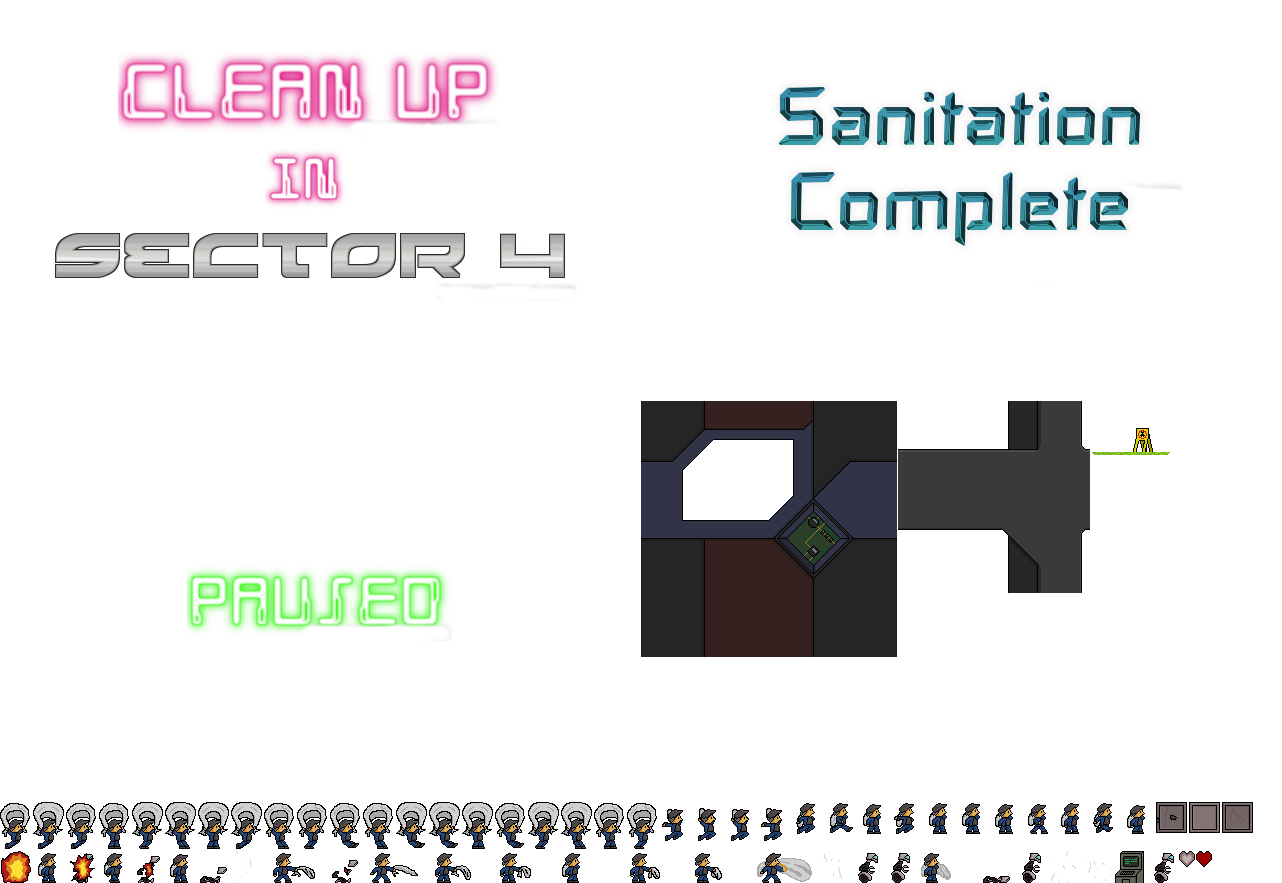 CLEAN UP
IN
SECTOR 4
Sanitation
Complete
PAUSED